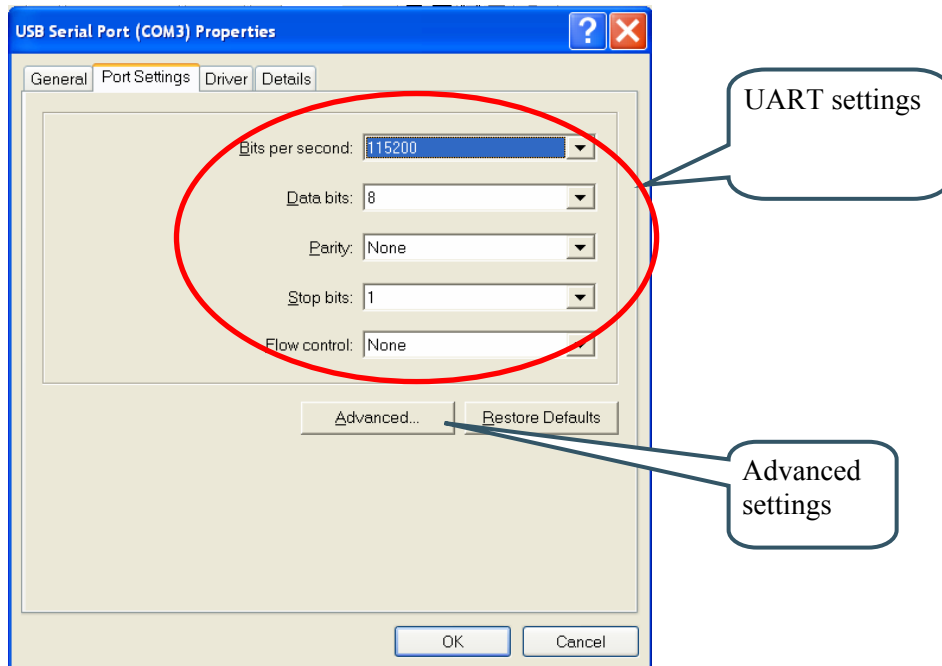 USB Serial Port (COM3) Properties
General Port Settings Driver Details
UART settings
Bits per second: 115200
Data bits: 8
Parity: None
Stop bits: 1
Flow control: None
Advanced... Restore Defaults
Advanced
settings
OK Cancel